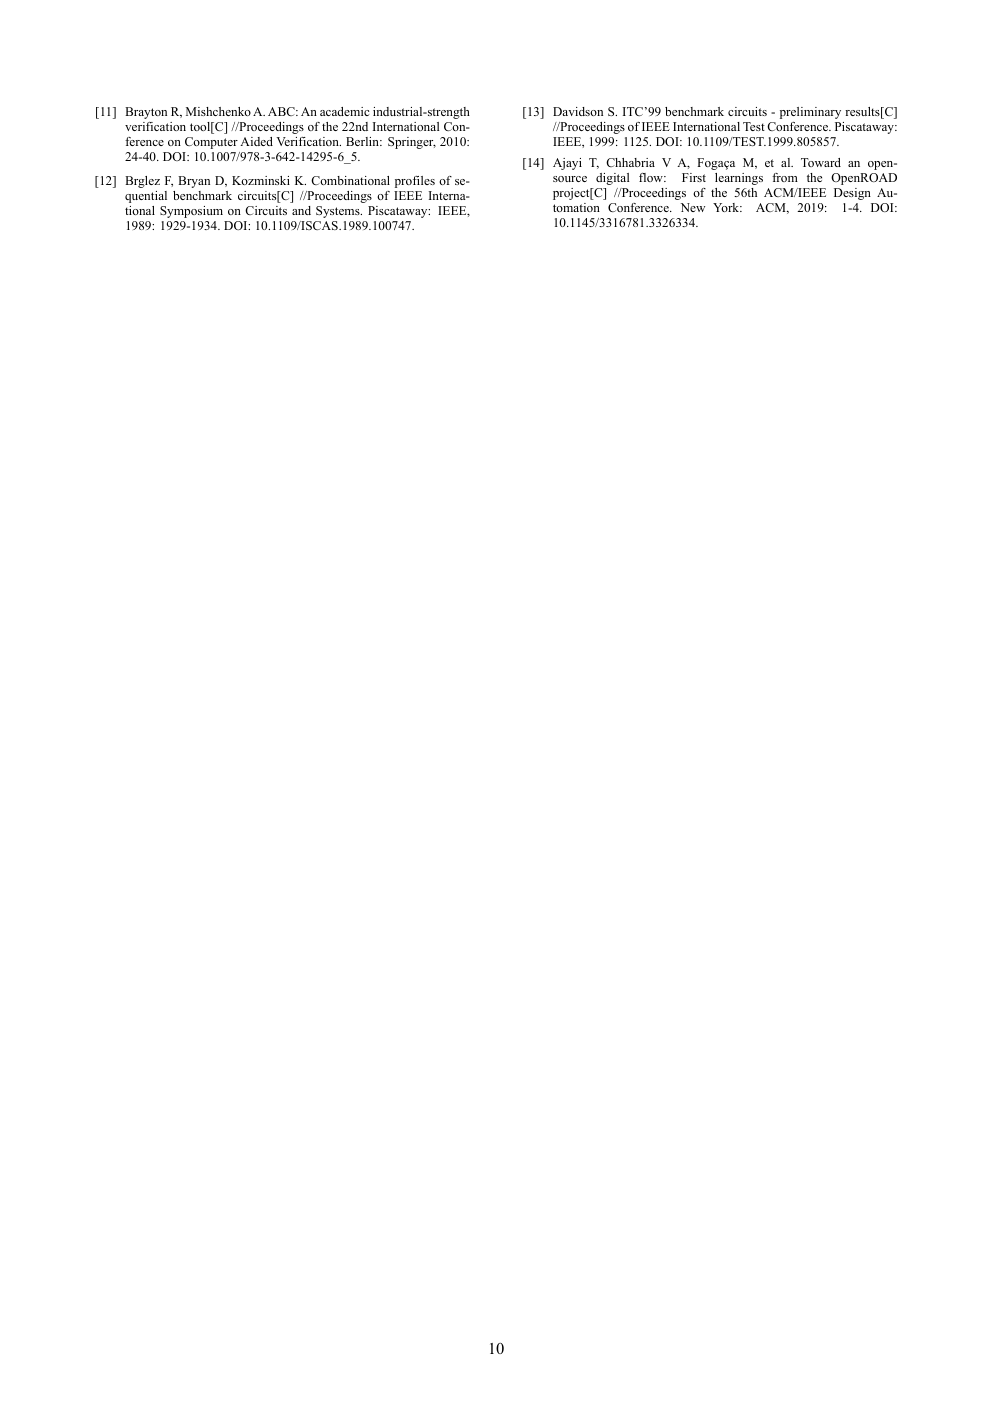 [11] Brayton R, Mishchenko A. ABC: An academic industrial-strength
verification tool[C] //Proceedings of the 22nd International Con-
ference on Computer Aided Verification. Berlin: Springer, 2010:
24-40. DOI: 10.1007/978-3-642-14295-6_5.
[12] Brglez F, Bryan D, Kozminski K. Combinational profiles of se-
quential benchmark circuits[C] //Proceedings of IEEE Interna-
tional Symposium on Circuits and Systems. Piscataway: IEEE,
1989: 1929-1934. DOI: 10.1109/ISCAS.1989.100747.
[13] Davidson S. ITC’99 benchmark circuits - preliminary results[C]
//Proceedings of IEEE International Test Conference. Piscataway:
IEEE, 1999: 1125. DOI: 10.1109/TEST.1999.805857.
[14] Ajayi T, Chhabria V A, Fogaça M, et al. Toward an open-
source digital flow: First learnings from the OpenROAD
project[C] //Proceedings of the 56th ACM/IEEE Design Au-
tomation Conference. New York: ACM, 2019: 1-4. DOI:
10.1145/3316781.3326334.
10